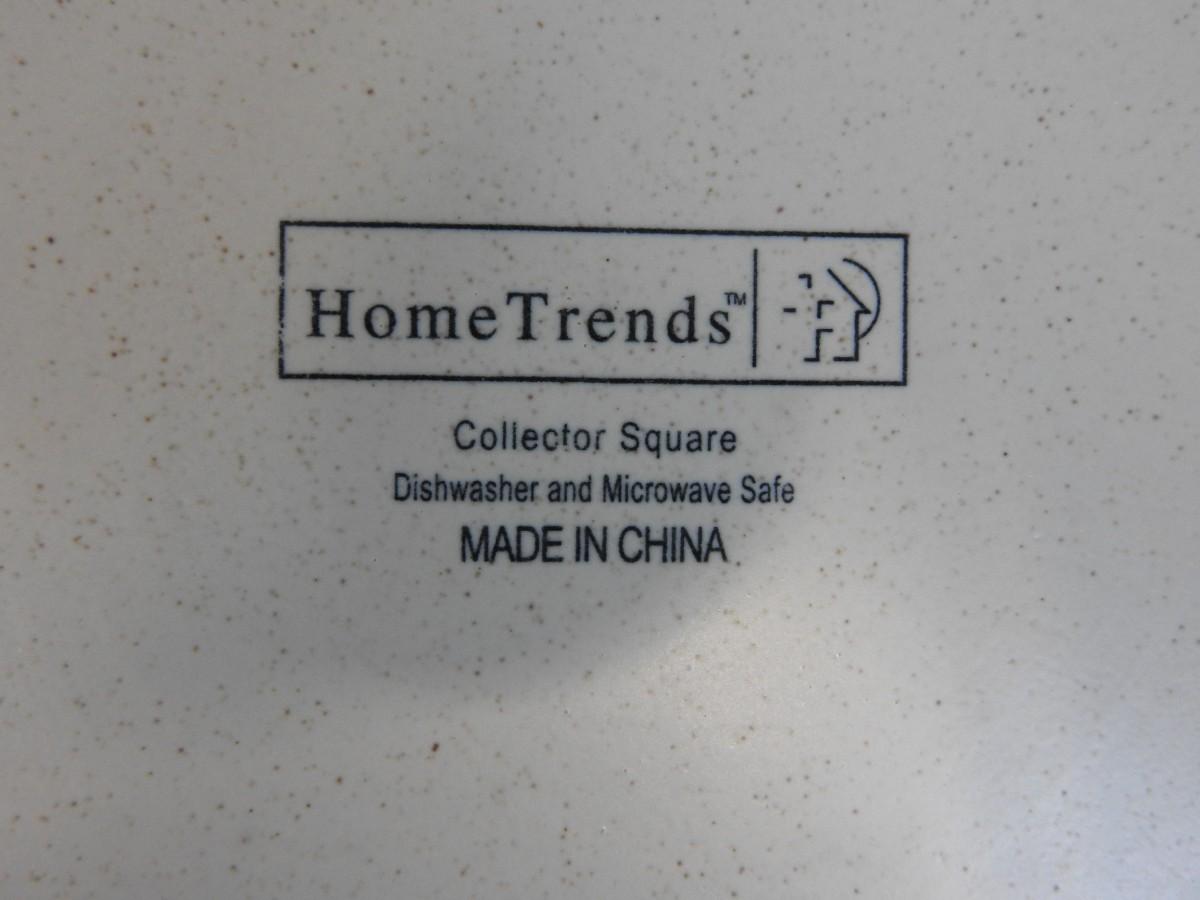 HomeTrends™
Collector Square
Dishwasher and Microwave Safe
MADE IN CHINA